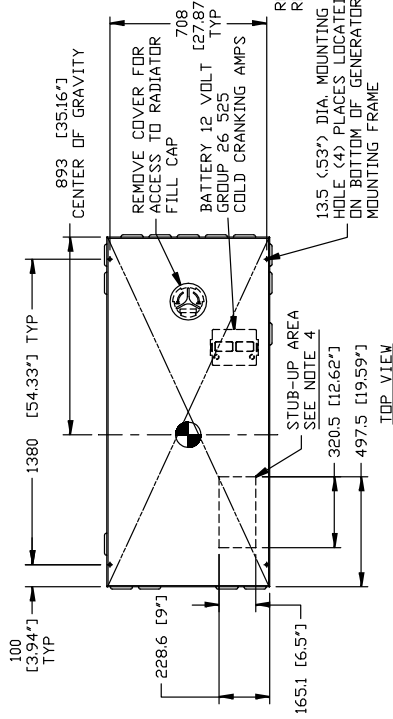 100
[3.94"]
TYP
1380 [54.33"] TYP
893 [35.16"]
CENTER OF GRAVITY
REMOVE COVER FOR
ACCESS TO RADIATOR
FILL CAP
708
[27.87
TYP
BATTERY 12 VOLT
GROUP 26 525
COLD CRANKING AMPS
228.6 [9"]
165.1 [6.5"]
STUB-UP AREA
SEE NOTE 4
320.5 [12.62"]
497.5 [19.59"]
TOP VIEW
13.5 (.53") DIA. MOUNTING
HOLE (4) PLACES LOCATED
ON BOTTOM OF GENERATOR
MOUNTING FRAME
R
R